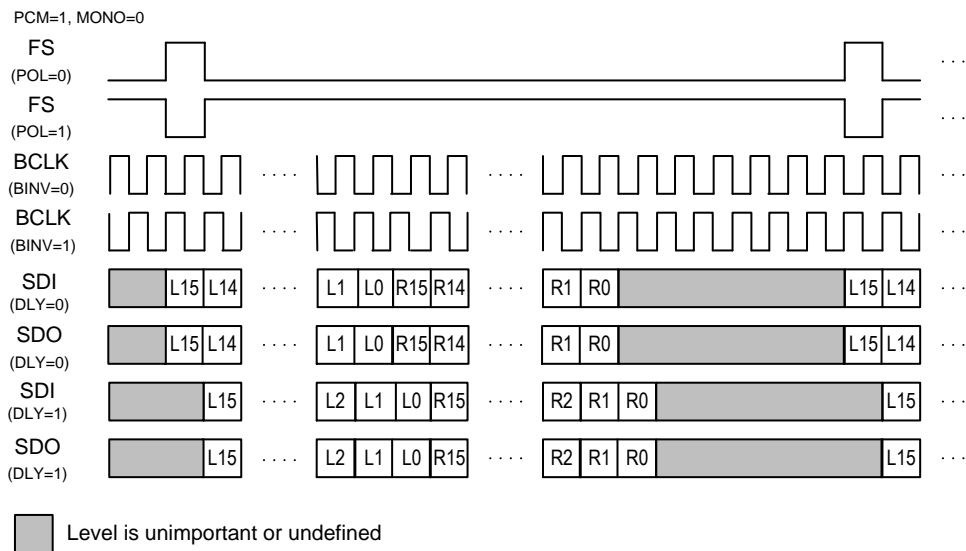 PCM=1, MONO=0
FS
(POL=0)
. . .
FS
(POL=1)
. . .
BCLK
(BINV=0)
. . . . . . . . . . .
BCLK
(BINV=1)
. . . . . . . . . . .
SDI
(DLY=0)
L15 L14 . . . . L1 L0 R15 R14 . . . . R1 R0 L15 L14 . . .
SDO
(DLY=0)
L15 L14 . . . . L1 L0 R15 R14 . . . . R1 R0 L15 L14 . . .
SDI
(DLY=1)
L15 . . . . L2 L1 L0 R15 . . . . R2 R1 R0 L15 . . .
SDO
(DLY=1)
L15 . . . . L2 L1 L0 R15 . . . . R2 R1 R0 L15 . . .
Level is unimportant or undefined